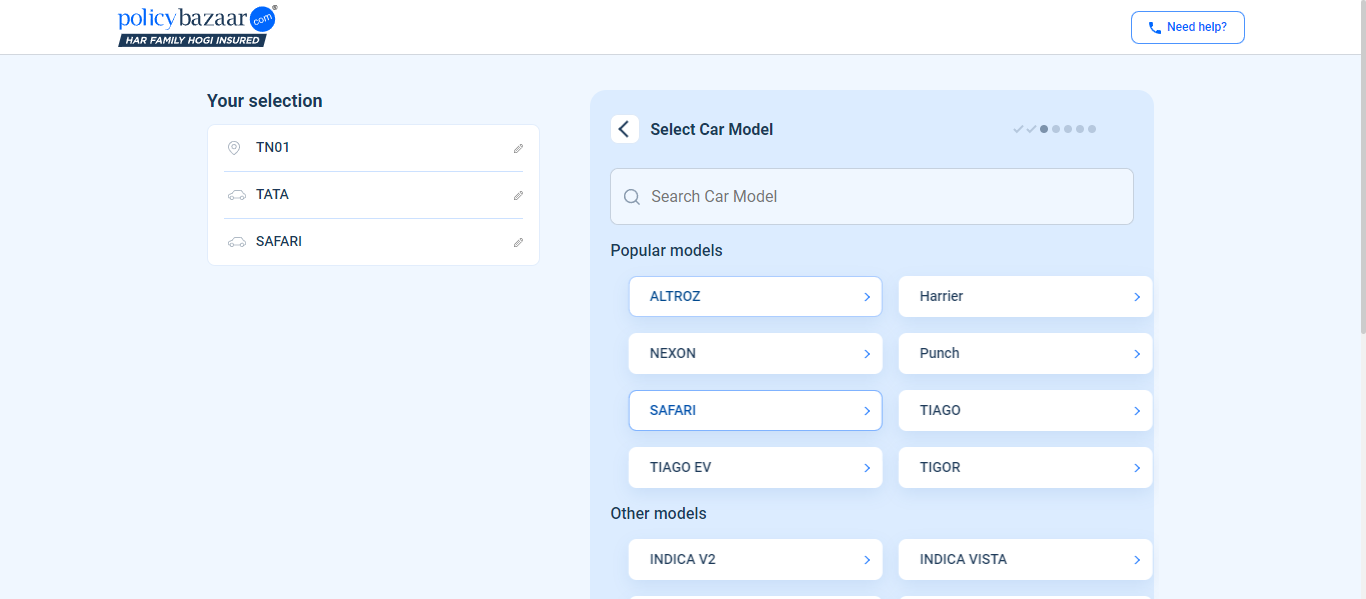 policybazaar.com®
HAR FAMILY HOGI INSURED
Need help?
Your selection
TN01
TATA
SAFARI
Select Car Model
Search Car Model
Popular models
ALTROZ
Harrier
NEXON
Punch
SAFARI
TIAGO
TIAGO EV
TIGOR
Other models
INDICA V2
INDICA VISTA